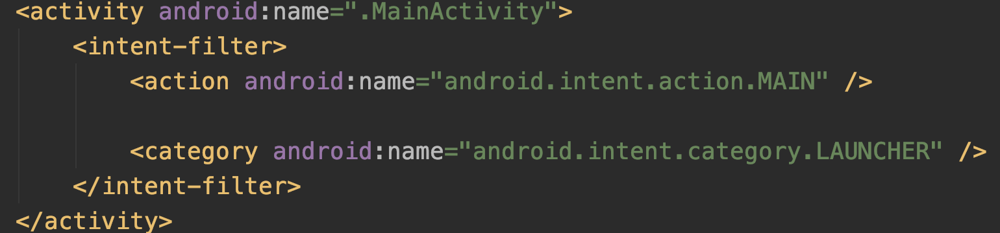 <activity android:name=".MainActivity">
<intent-filter>
<action android:name="android.intent.action.MAIN" />
<category android:name="android.intent.category.LAUNCHER" />
</intent-filter>
</activity>